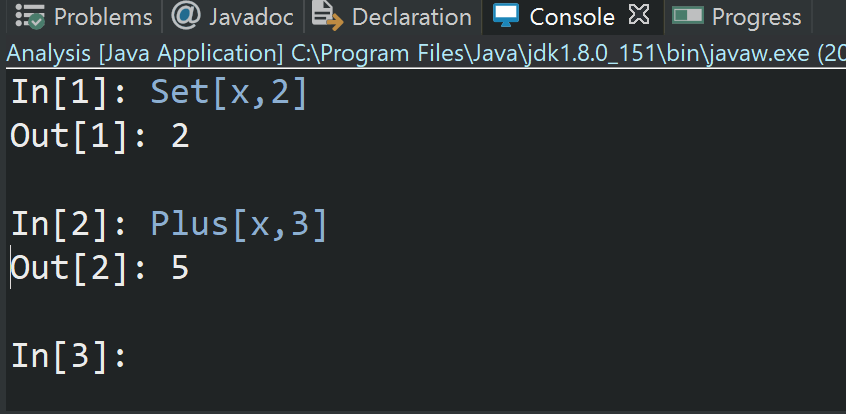 Problems @ Javadoc Declaration Console Progress
Analysis [Java Application] C:\Program Files\Java\jdk1.8.0_151\bin\javaw.exe (20
In[1]: Set[x,2]
Out[1]: 2
In[2]: Plus[x,3]
Out[2]: 5
In[3]: